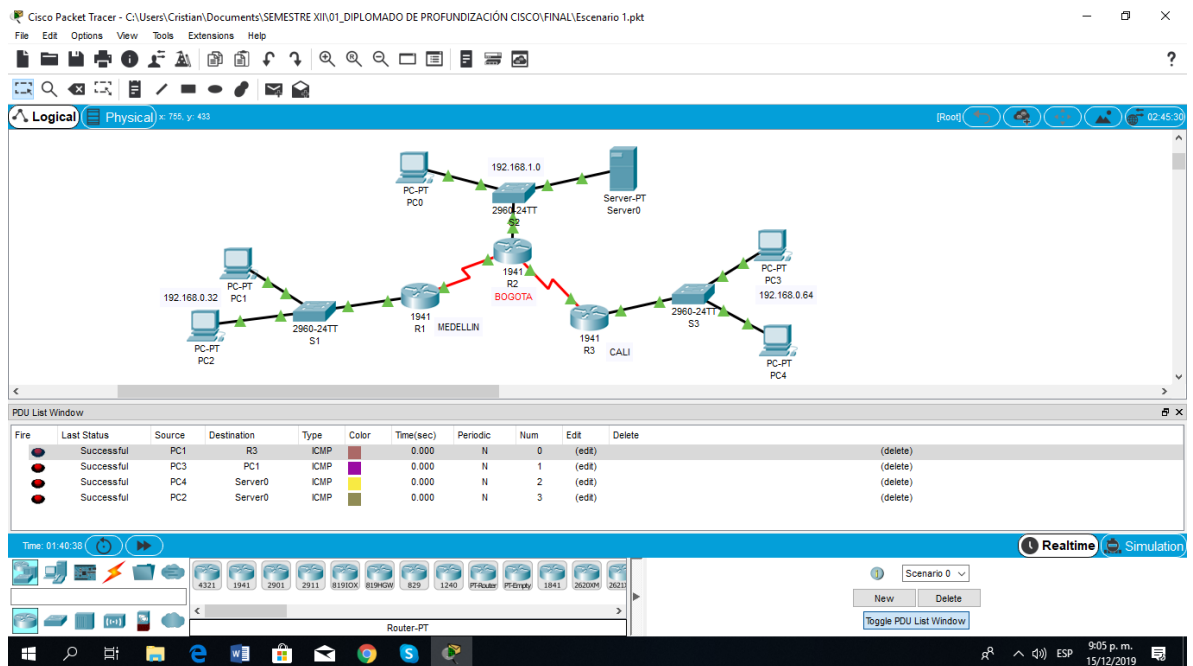 Cisco Packet Tracer - C:\Users\Cristian\Documents\SEMESTRE XII\01_DIPLOMADO DE PROFUNDIZACIÓN CISCO\FINAL\Escenario 1.pkt
File Edit Options View Tools Extensions Help
?
Logical Physical x: 755, y: 433 [Root] 02:45:30
192.168.1.0
PC-PT
PC0
2960-24TT
S2
Server-PT
Server0
1941
R2
BOGOTA
PC-PT
PC1
192.168.0.32
2960-24TT
S1
PC-PT
PC2
1941
R1 MEDELLIN
1941
R3 CALI
2960-24TT
S3
PC-PT
PC3
192.168.0.64
PC-PT
PC4
PDU List Window
Fire Last Status Source Destination Type Color Time(sec) Periodic Num Edit Delete
Successful PC1 R3 ICMP 0.000 N 0 (edit) (delete)
Successful PC3 PC1 ICMP 0.000 N 1 (edit) (delete)
Successful PC4 Server0 ICMP 0.000 N 2 (edit) (delete)
Successful PC2 Server0 ICMP 0.000 N 3 (edit) (delete)
Time: 01:40:38 Realtime Simulation
4321 1941 2901 2911 819IOX 819HGW 829 1240 PT-Router PT-Empty 1841 2620XM
Router-PT
Scenario 0
New Delete
Toggle PDU List Window
ESP
9:05 p. m.
15/12/2019